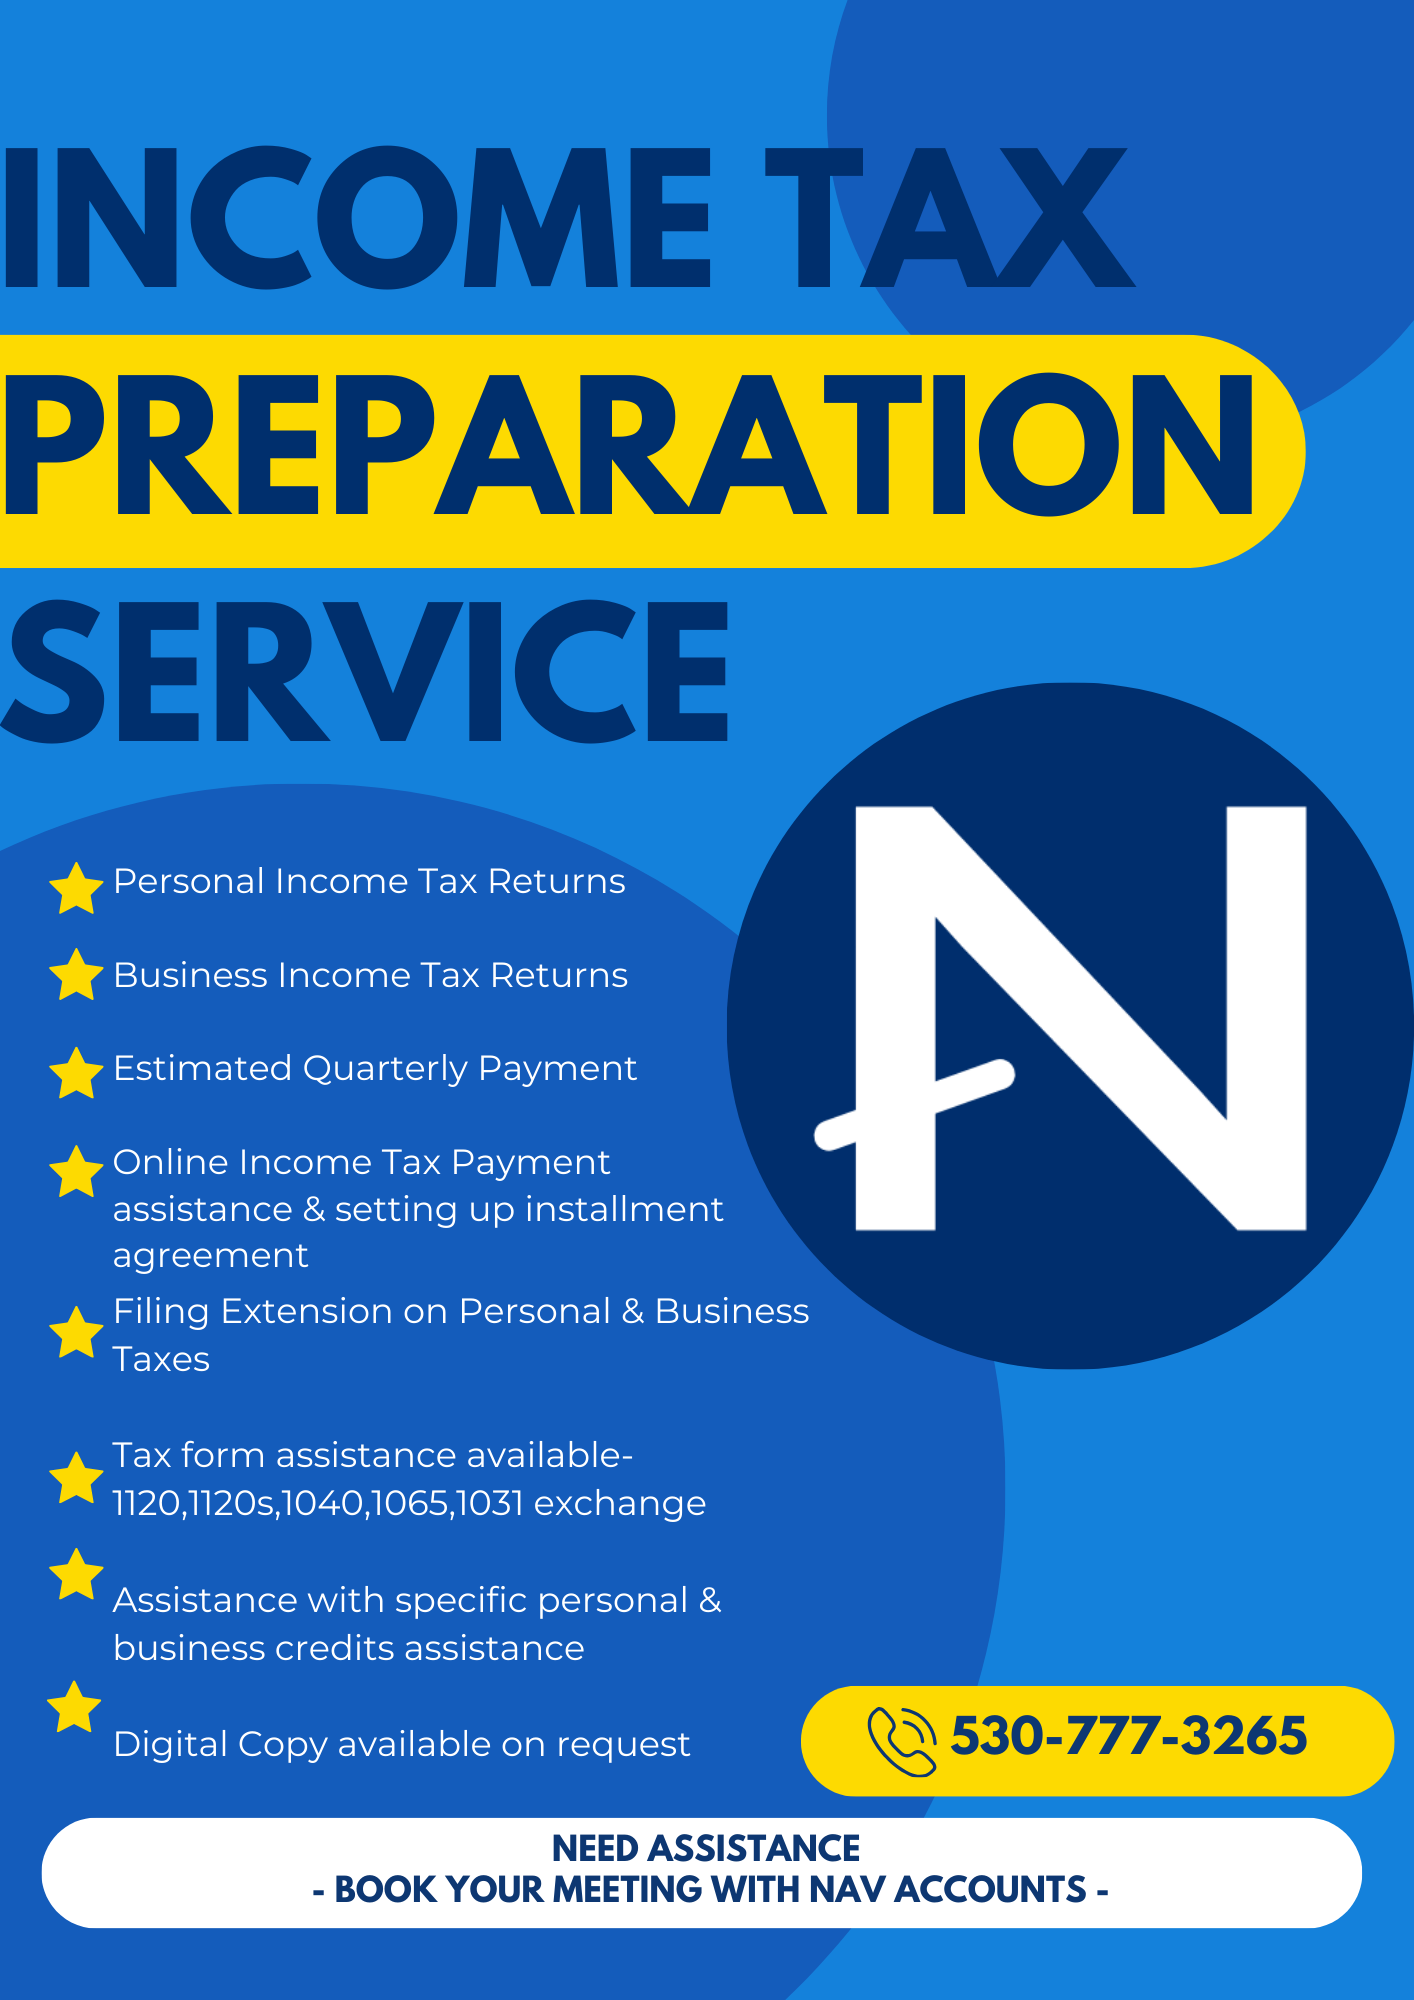 INCOME TAX
PREPARATION
SERVICE
N
Personal Income Tax Returns
Business Income Tax Returns
Estimated Quarterly Payment
Online Income Tax Payment
assistance & setting up installment
agreement
Filing Extension on Personal & Business
Taxes
Tax form assistance available-
1120,1120s,1040,1065,1031 exchange
Assistance with specific personal &
business credits assistance
Digital Copy available on request
530-777-3265
NEED ASSISTANCE
- BOOK YOUR MEETING WITH NAV ACCOUNTS -